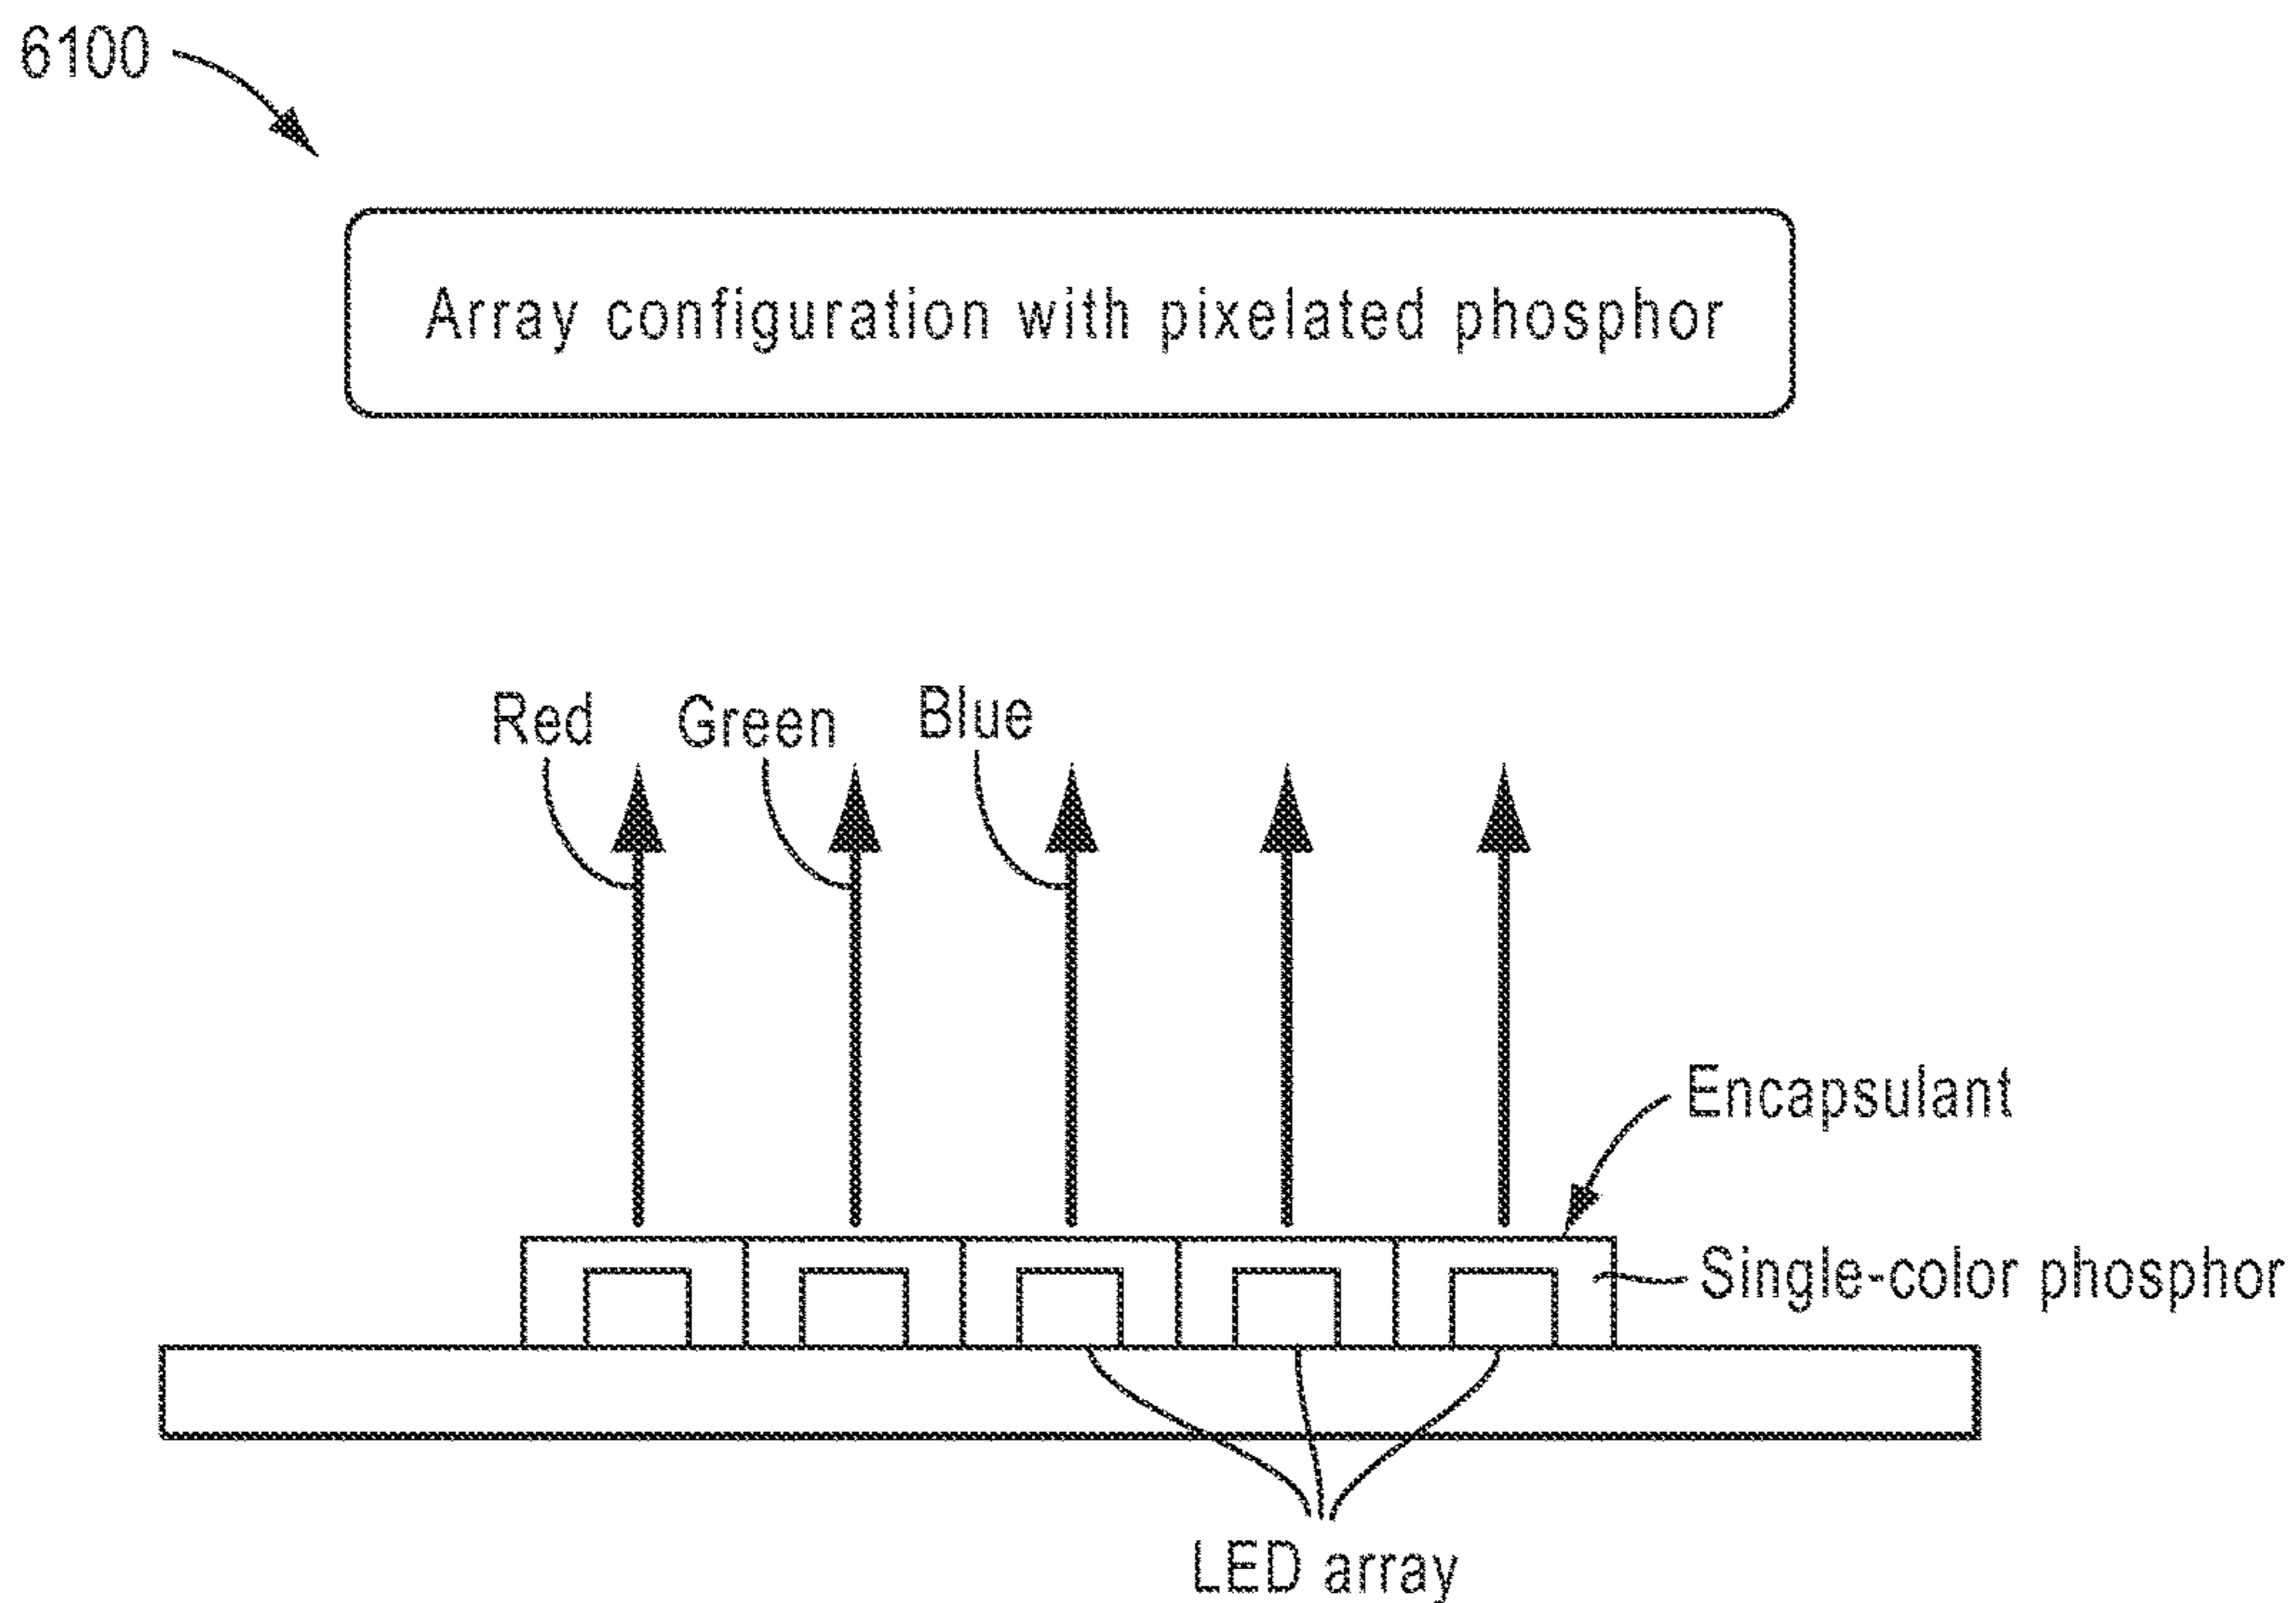 6100
Array configuration with pixelated phosphor
Red
Green
Blue
Encapsulant
Single-color phosphor
LED array